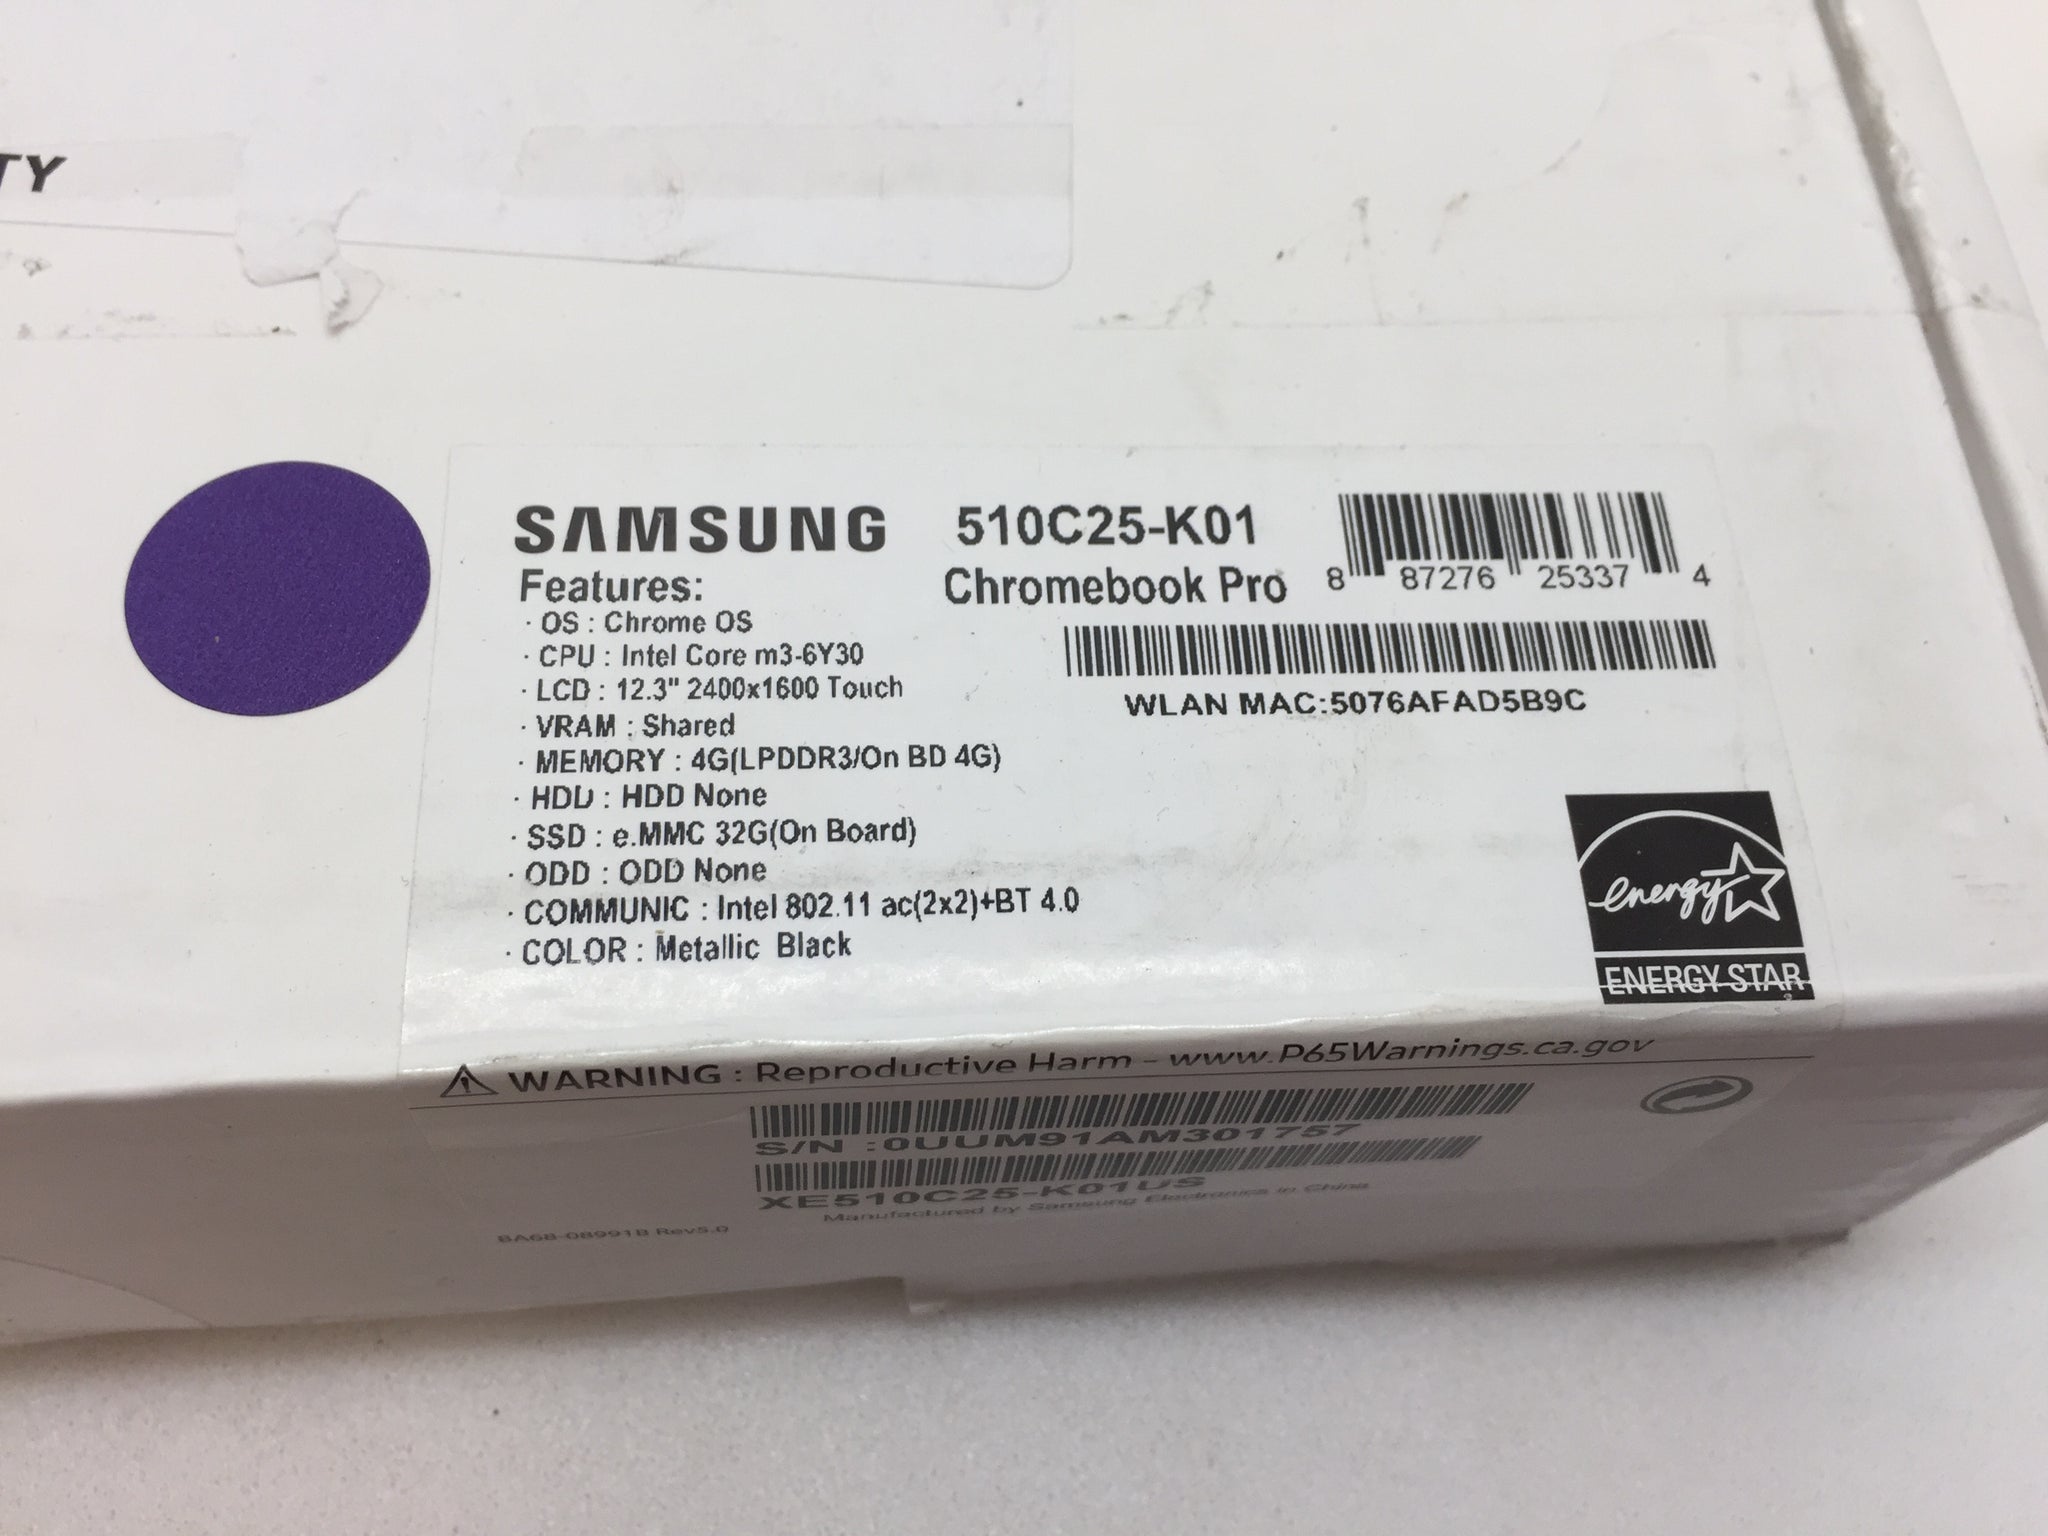 TY
SAMSUNG 510C25-K01
Features: Chromebook Pro
8 87276 25337 4
· OS : Chrome OS
· CPU : Intel Core m3-6Y30
· LCD : 12.3" 2400x1600 Touch
WLAN MAC:5076AFAD5B9C
· VRAM : Shared
· MEMORY : 4G(LPDDR3/On BD 4G)
· HDD : HDD None
· SSD : e.MMC 32G(On Board)
· ODD : ODD None
· COMMUNIC : Intel 802.11 ac(2x2)+BT 4.0
· COLOR : Metallic Black
energy
ENERGY STAR
WARNING : Reproductive Harm - www.P65Warnings.ca.gov
S/N :0UUM91AM301757
XE510C25-K01US
Manufactured by Samsung Electronics in China
BA68-08991B Rev5.0